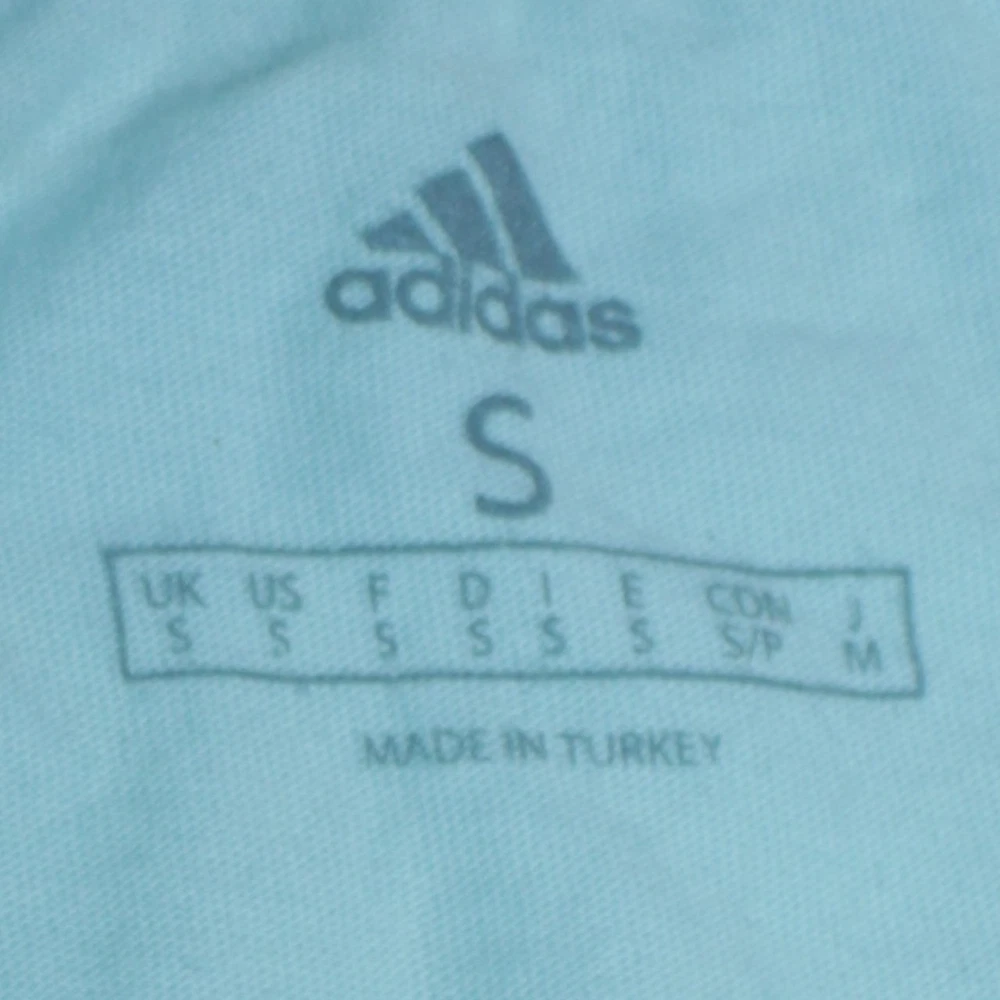 adidas
S
UK US F D I E CDN J
S S S S S S S/P M
MADE IN TURKEY